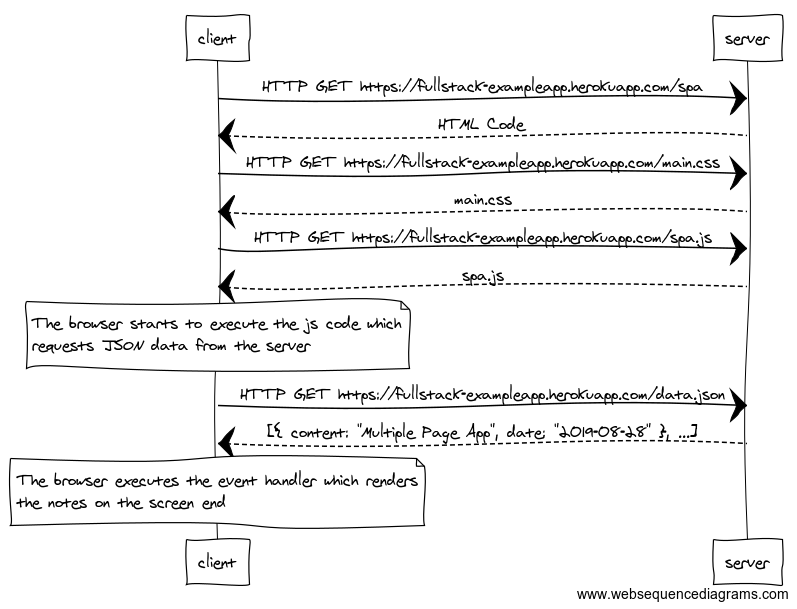 client
server
HTTP GET https://fullstack-exampleapp.herokuapp.com/spa
HTML Code
HTTP GET https://fullstack-exampleapp.herokuapp.com/main.css
main.css
HTTP GET https://fullstack-exampleapp.herokuapp.com/spa.js
spa.js
The browser starts to execute the js code which
requests JSON data from the server
HTTP GET https://fullstack-exampleapp.herokuapp.com/data.json
[{ content: "Multiple Page App", date: "2019-08-28" }, ...]
The browser executes the event handler which renders
the notes on the screen end
client
server
www.websequencediagrams.com